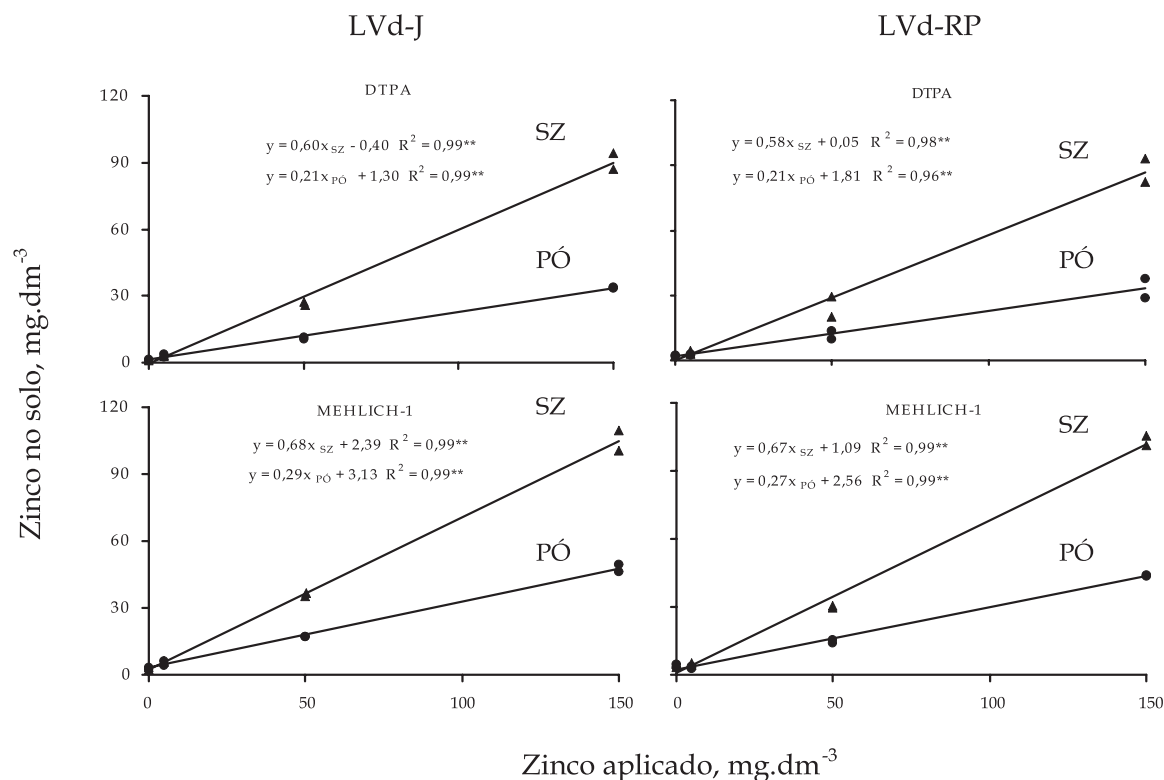 LVd-J
LVd-RP
DTPA
y = 0,60x SZ - 0,40 R² = 0,99**
y = 0,21x PÓ + 1,30 R² = 0,99**
SZ
PÓ
120
90
60
30
0
DTPA
y = 0,58x SZ + 0,05 R² = 0,98**
y = 0,21x PÓ + 1,81 R² = 0,96**
SZ
PÓ
Zinco no solo, mg.dm⁻³
MEHLICH-1
y = 0,68x SZ + 2,39 R² = 0,99**
y = 0,29x PÓ + 3,13 R² = 0,99**
SZ
PÓ
120
90
60
30
0
0 50 100 150
MEHLICH-1
y = 0,67x SZ + 1,09 R² = 0,99**
y = 0,27x PÓ + 2,56 R² = 0,99**
SZ
PÓ
0 50 100 150
Zinco aplicado, mg.dm⁻³